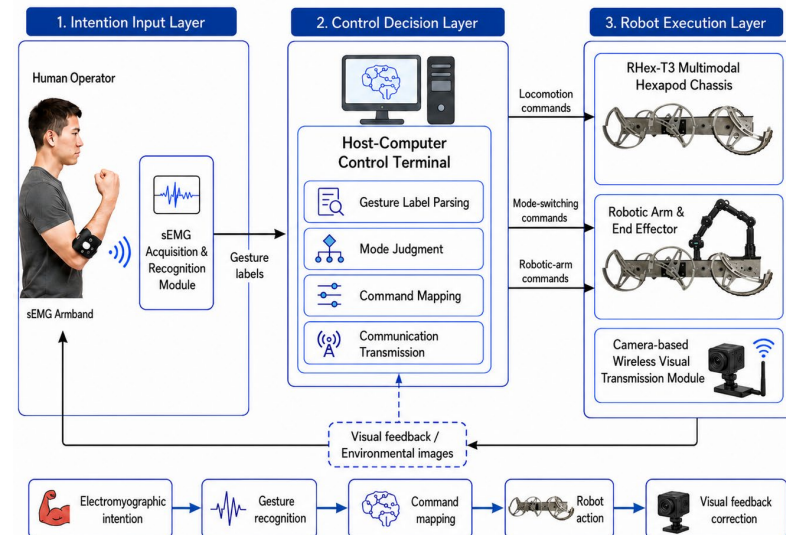 1. Intention Input Layer
2. Control Decision Layer
3. Robot Execution Layer
Human Operator
sEMG
Acquisition &
Recognition
Module
sEMG Armband
Gesture
labels
Host-Computer
Control Terminal
Gesture Label Parsing
Mode Judgment
Command Mapping
Communication
Transmission
Locomotion
commands
Mode-switching
commands
Robotic-arm
commands
RHex-T3 Multimodal
Hexapod Chassis
Robotic Arm &
End Effector
Camera-based
Wireless Visual
Transmission Module
Visual feedback /
Environmental images
Electromyographic
intention
Gesture
recognition
Command
mapping
Robot
action
Visual feedback
correction